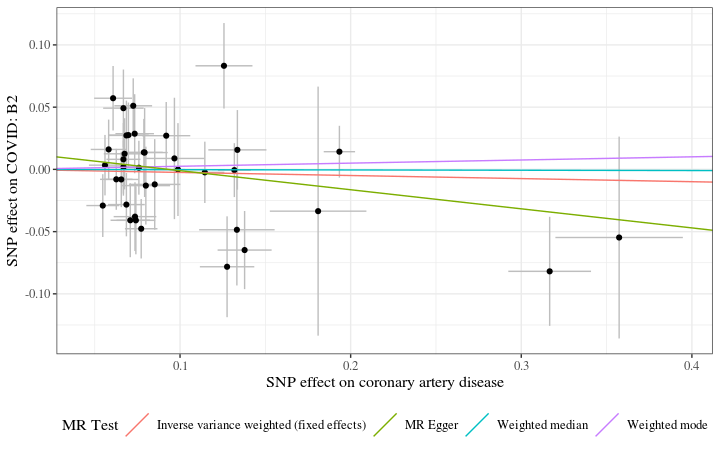 SNP effect on COVID: B2
0.10
0.05
0.00
-0.05
-0.10
0.1 0.2 0.3 0.4
SNP effect on coronary artery disease
MR Test Inverse variance weighted (fixed effects) MR Egger Weighted median Weighted mode